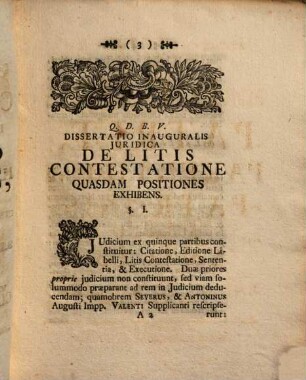 ( 3 )
Q. D. B. V.
DISSERTATIO INAUGURALIS
JURIDICA
DE LITIS
CONTESTATIONE
QUASDAM POSITIONES
EXHIBENS.
§. I.
JUdicium ex quinque partibus con-
stituitur: Citatione, Editione Li-
belli, Litis Contestatione, Senten-
tia, & Executione. Duæ priores
proprie judicium non constituunt, sed viam so-
lummodo præparant ad rem in Judicium dedu-
cendam; quamobrem SEVERUS, & ANTONINUS
Augusti Impp. VALENTI Supplicanti rescripse-
A 2 runt: